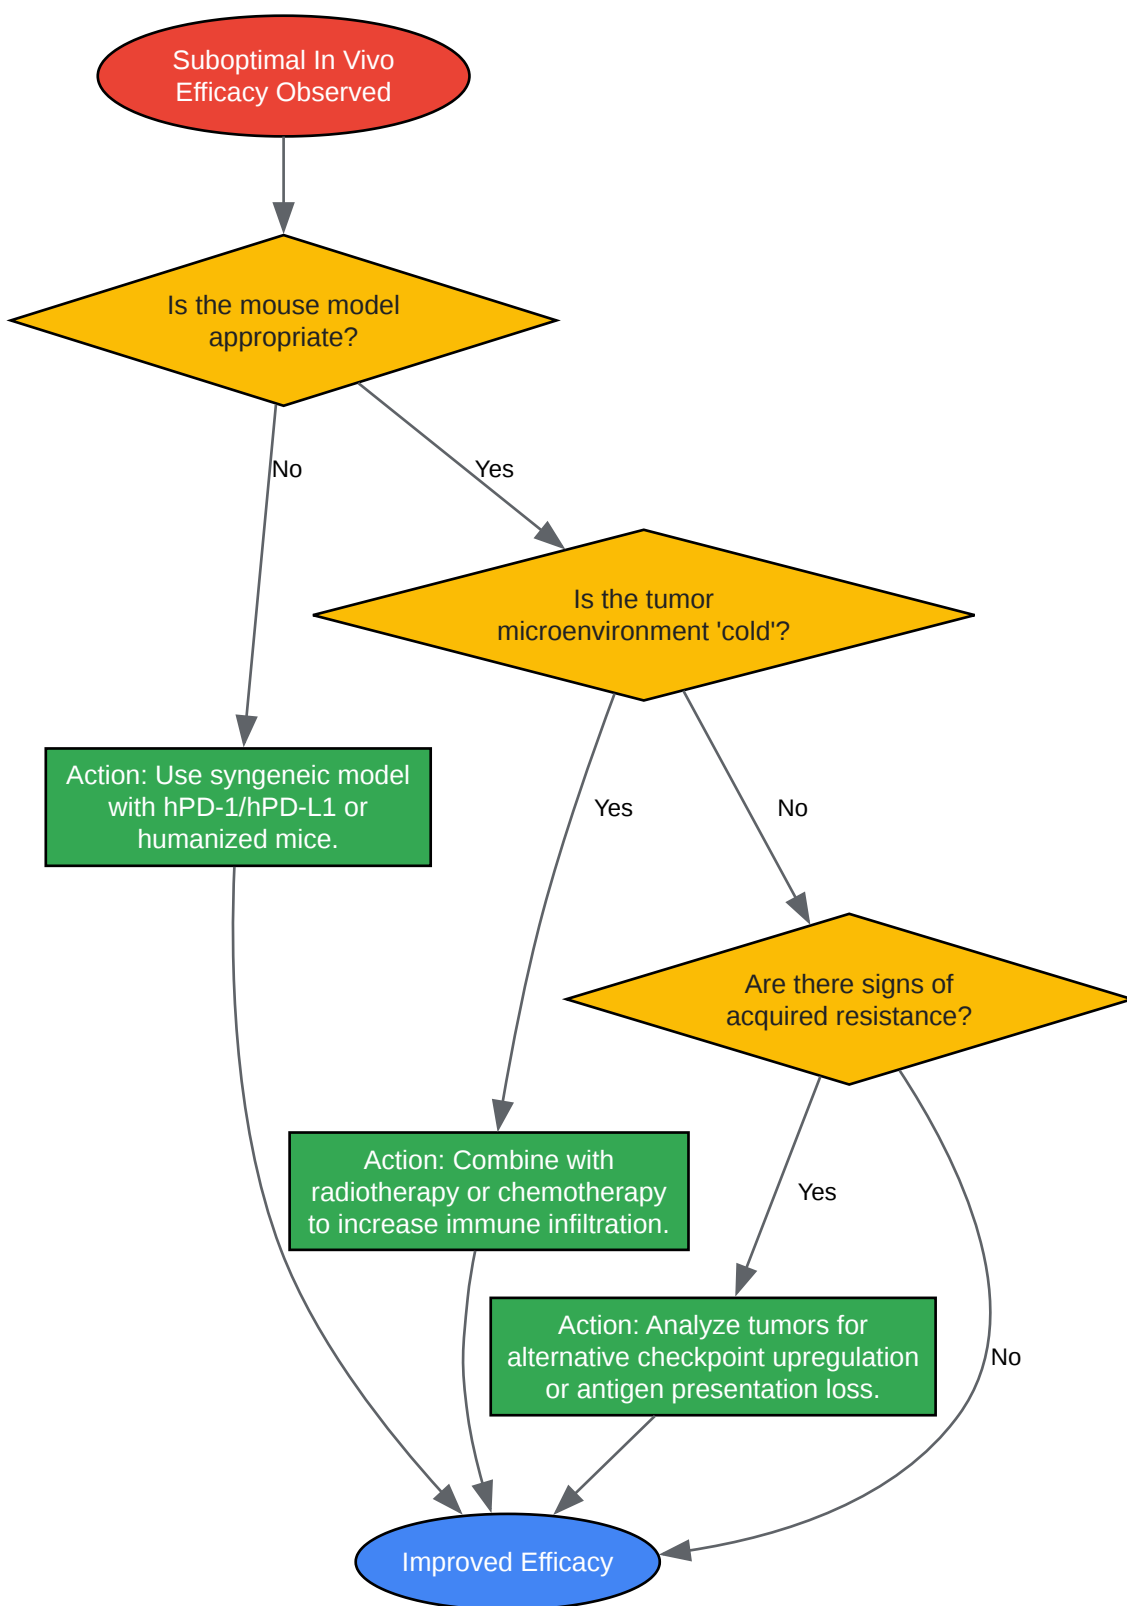 Suboptimal In Vivo
Efficacy Observed
Is the mouse model
appropriate?
No
Yes
Is the tumor
microenvironment 'cold'?
Action: Use syngeneic model
with hPD-1/hPD-L1 or
humanized mice.
Yes
No
Are there signs of
acquired resistance?
Action: Combine with
radiotherapy or chemotherapy
to increase immune infiltration.
Yes
Action: Analyze tumors for
alternative checkpoint upregulation
or antigen presentation loss.
No
Improved Efficacy